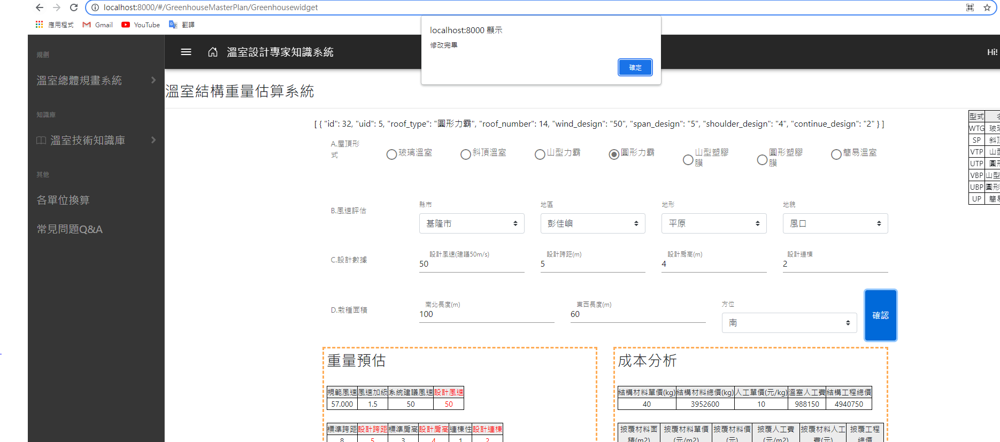 localhost:8000/#/GreenhouseMasterPlan/Greenhousewidget
應用程式 Gmail YouTube 翻譯
localhost:8000 顯示
修改完畢
確定
規劃
溫室總體規畫系統
知識庫
溫室技術知識庫
其他
各單位換算
常見問題Q&A
溫室設計專家知識系統
Hi!
溫室結構重量估算系統
[ { "id": 32, "uid": 5, "roof_type": "圓形力霸", "roof_number": 14, "wind_design": "50", "span_design": "5", "shoulder_design": "4", "continue_design": "2" } ]
A.屋頂形
式
玻璃溫室 斜頂溫室 山型力霸 圓形力霸 山型塑膠
膜 圓形塑膠
膜 簡易溫室
型式
WTG
SP
VTP
UTP
VBP 山型
UBP 圓形
UP
B.風速評估
縣市 地區 地形 地貌
基隆市 彭佳嶼 平原 風口
C.設計數據
設計風速(建議50m/s) 設計跨距(m) 設計肩高(m) 設計連棟
50 5 4 2
D.栽種面積
南北長度(m) 東西長度(m) 方位
100 60 南
確認
重量預估
規範風速 風速加級 系統建議風速 設計風速
57.000 1.5 50 50
標準跨距 設計跨距 標準肩高 設計肩高 連棟性 設計連棟
8 5 3 4 1 2
成本分析
結構材料單價(kg) 結構材料總價(kg) 人工單價(元/kg) 溫室人工費 結構工程總價
40 3952600 10 988150 4940750
披覆材料面
積(m2) 披覆材料單價
(元/m2) 披覆材料價
(元) 披覆人工費
(元/m2) 披覆材料人工
費(元) 披覆工程
總價